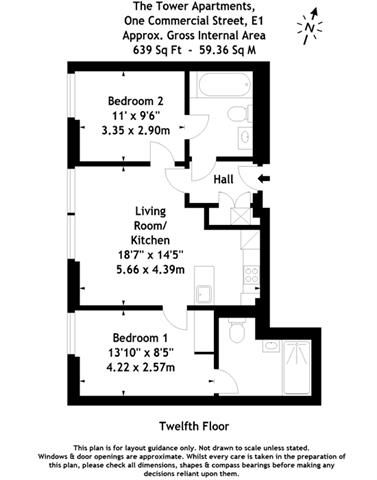 The Tower Apartments,
One Commercial Street, E1
Approx. Gross Internal Area
639 Sq Ft - 59.36 Sq M
N
Bedroom 2
11' x 9'6"
3.35 x 2.90m
Hall
Living
Room/
Kitchen
18'7" x 14'5"
5.66 x 4.39m
Bedroom 1
13'10" x 8'5"
4.22 x 2.57m
Twelfth Floor
This plan is for layout guidance only. Not drawn to scale unless stated.
Windows & door openings are approximate. Whilst every care is taken in the preparation of
this plan, please check all dimensions, shapes & compass bearings before making any
decisions reliant upon them.